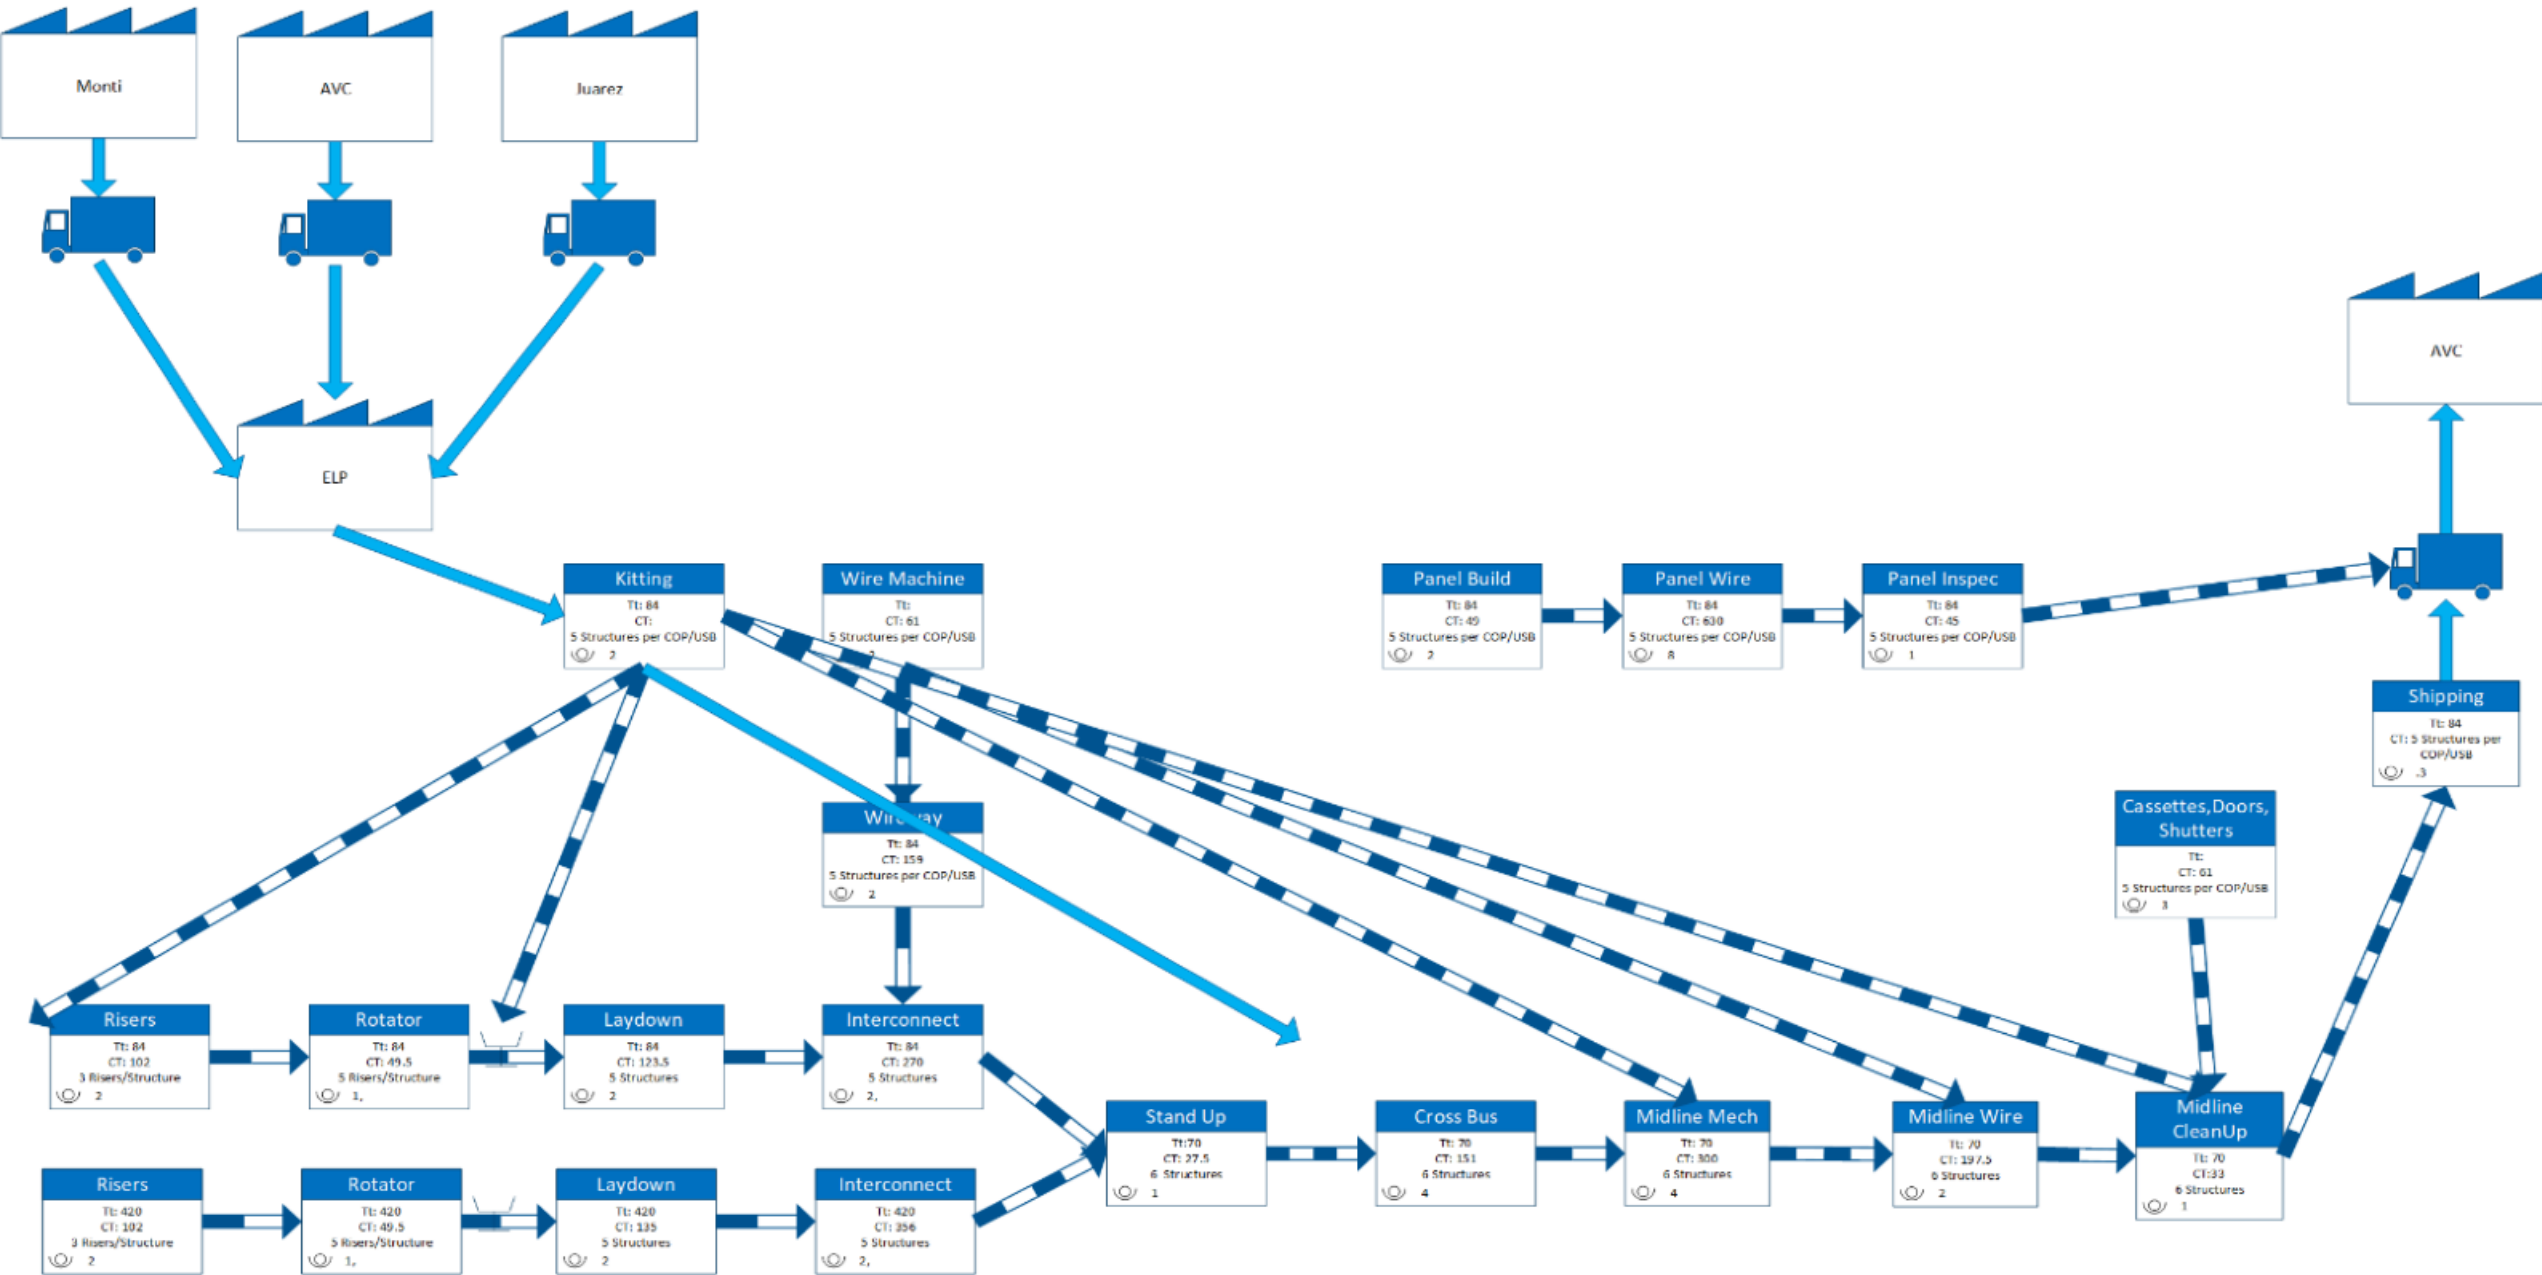 Monti
AVC
Juarez
AVC
ELP
Kitting
Tt: 84
CT:
5 Structures per COP/USB
2
Wire Machine
Tt:
CT: 61
5 Structures per COP/USB
Panel Build
Tt: 84
CT: 49
5 Structures per COP/USB
2
Panel Wire
Tt: 84
CT: 630
5 Structures per COP/USB
8
Panel Inspec
Tt: 84
CT: 45
5 Structures per COP/USB
1
Shipping
Tt: 84
CT: 5 Structures per
COP/USB
.3
Wireway
Tt: 84
CT: 159
5 Structures per COP/USB
2
Cassettes,Doors,
Shutters
Tt:
CT: 61
5 Structures per COP/USB
3
Risers
Tt: 84
CT: 102
3 Risers/Structure
2
Rotator
Tt: 84
CT: 49.5
5 Risers/Structure
1,
Laydown
Tt: 84
CT: 123.5
5 Structures
2
Interconnect
Tt: 84
CT: 270
5 Structures
2,
Stand Up
Tt:70
CT: 27.5
6 Structures
1
Cross Bus
Tt: 70
CT: 151
6 Structures
4
Midline Mech
Tt: 70
CT: 300
6 Structures
4
Midline Wire
Tt: 70
CT: 197.5
6 Structures
2
Midline
CleanUp
Tt: 70
CT:33
6 Structures
1
Risers
Tt: 420
CT: 102
3 Risers/Structure
2
Rotator
Tt: 420
CT: 49.5
5 Risers/Structure
1,
Laydown
Tt: 420
CT: 135
5 Structures
2
Interconnect
Tt: 420
CT: 356
5 Structures
2,